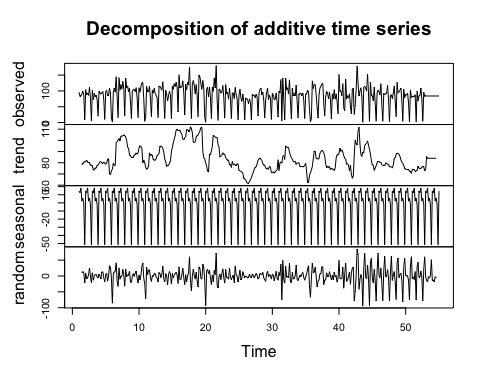 Decomposition of additive time series
observed
100
0
trend
110
80
60
seasonal
10
-20
-50
random
0
-100
0 10 20 30 40 50
Time